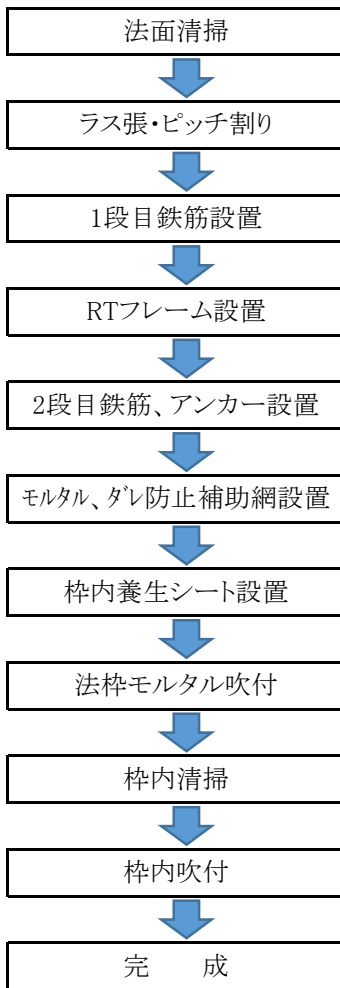 法面清掃
ラス張・ピッチ割り
1段目鉄筋設置
RTフレーム設置
2段目鉄筋、アンカー設置
ﾓﾙﾀﾙ、ﾀﾞﾚ防止補助網設置
枠内養生シート設置
法枠モルタル吹付
枠内清掃
枠内吹付
完　　成